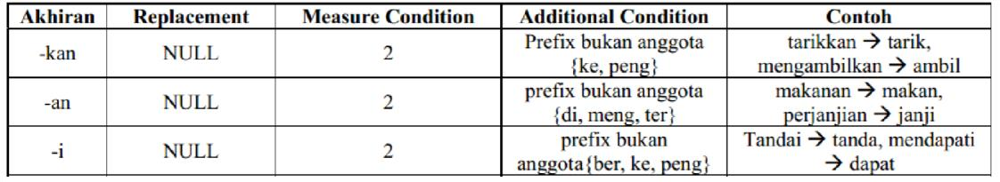 Akhiran Replacement Measure Condition Additional Condition Contoh
-kan NULL 2 Prefix bukan anggota {ke, peng} tarikkan → tarik, mengambilkan → ambil
-an NULL 2 prefix bukan anggota {di, meng, ter} makanan → makan, perjanjian → janji
-i NULL 2 prefix bukan anggota{ber, ke, peng} Tandai → tanda, mendapati → dapat